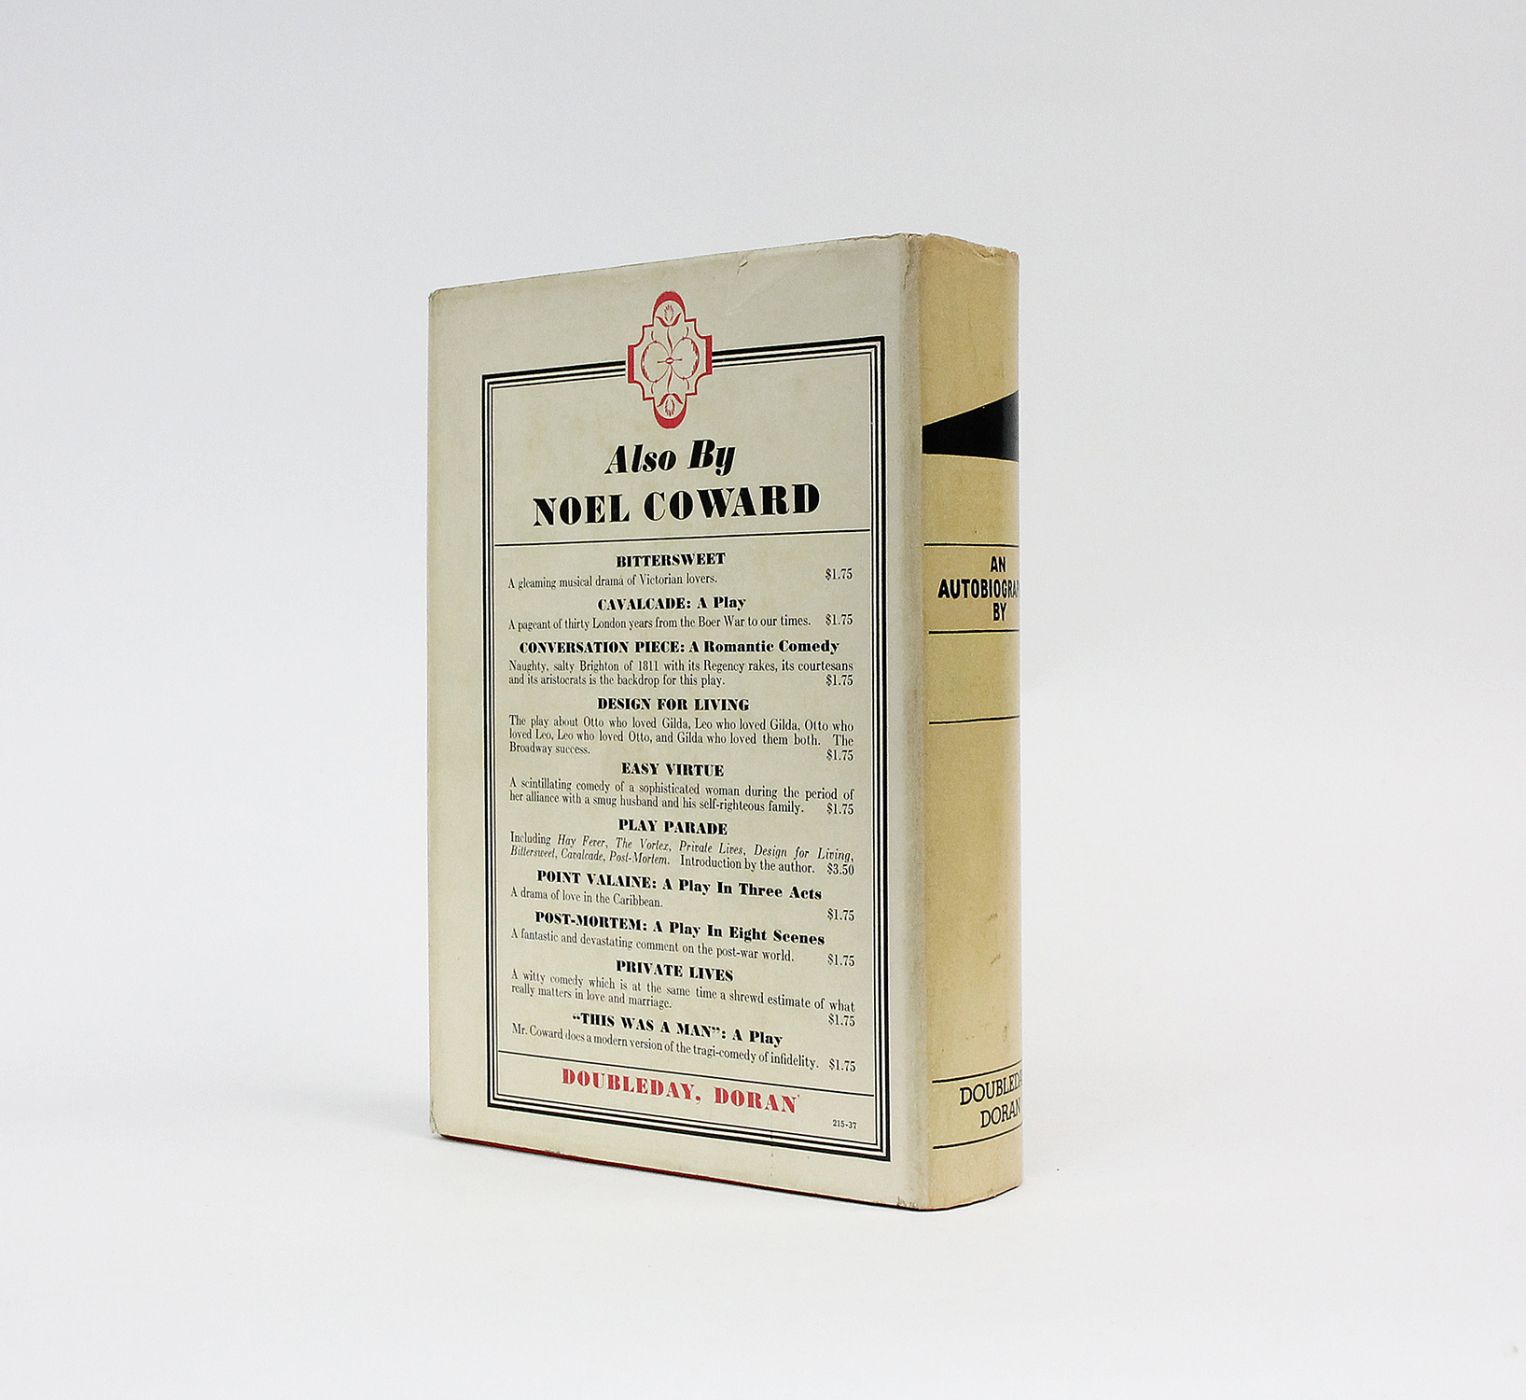 Also By
NOEL COWARD
BITTERSWEET
A gleaming musical drama of Victorian lovers. $1.75
CAVALCADE: A Play
A pageant of thirty London years from the Boer War to our times. $1.75
CONVERSATION PIECE: A Romantic Comedy
Naughty, salty Brighton of 1811 with its Regency rakes, its courtesans
and its aristocrats is the backdrop for this play. $1.75
DESIGN FOR LIVING
The play about Otto who loved Gilda, Leo who loved Gilda, Otto who
loved Leo, Leo who loved Otto, and Gilda who loved them both. The
Broadway success. $1.75
EASY VIRTUE
A scintillating comedy of a sophisticated woman during the period of
her alliance with a smug husband and his self-righteous family. $1.75
PLAY PARADE
Including Hay Fever, The Vortex, Private Lives, Design for Living,
Bittersweet, Cavalcade, Post-Mortem. Introduction by the author. $3.50
POINT VALAINE: A Play In Three Acts
A drama of love in the Caribbean. $1.75
POST-MORTEM: A Play In Eight Scenes
A fantastic and devastating comment on the post-war world. $1.75
PRIVATE LIVES
A witty comedy which is at the same time a shrewd estimate of what
really matters in love and marriage. $1.75
"THIS WAS A MAN": A Play
Mr. Coward does a modern version of the tragi-comedy of infidelity. $1.75
DOUBLEDAY, DORAN
215-37
AN
AUTOBIOGRA
BY
DOUBLEDA
DORAN